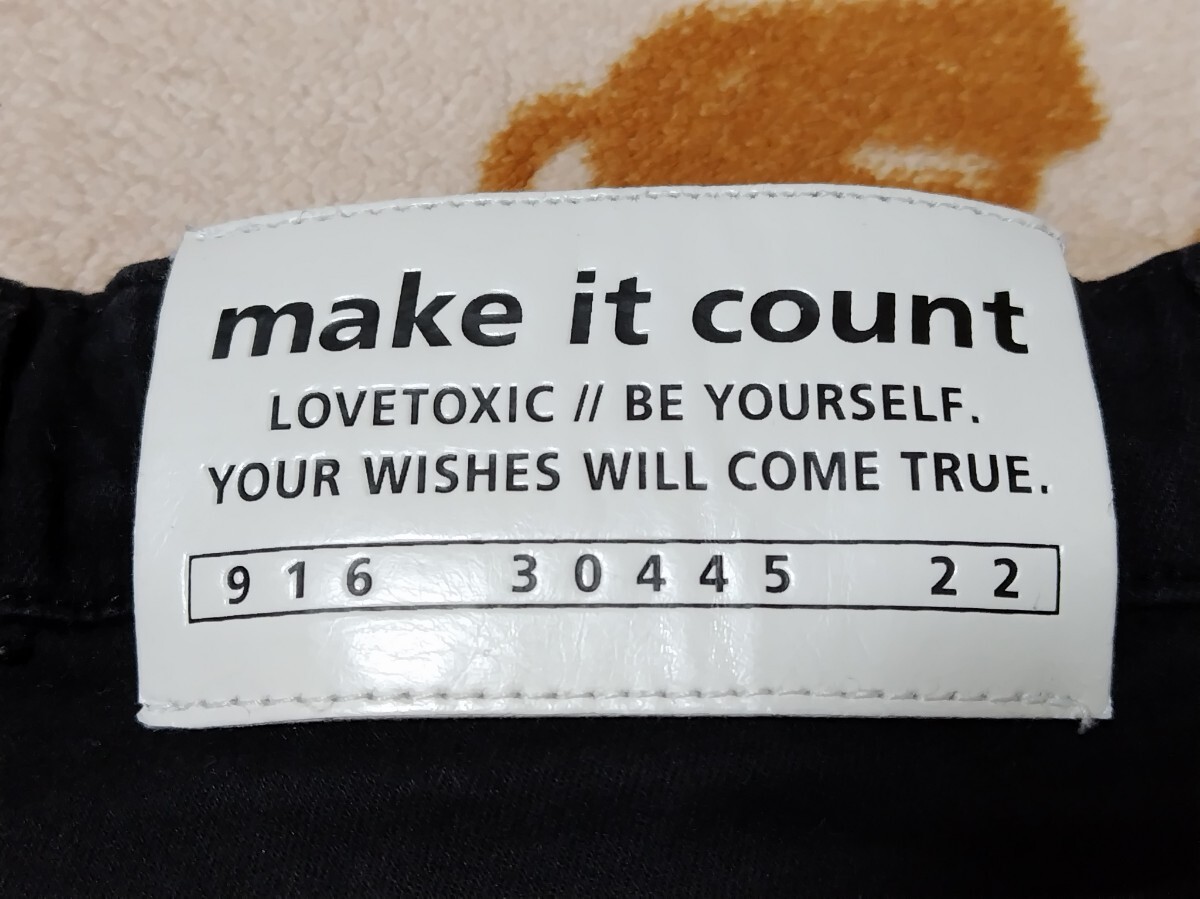 make it count
LOVETOXIC // BE YOURSELF.
YOUR WISHES WILL COME TRUE.
916 30445 22